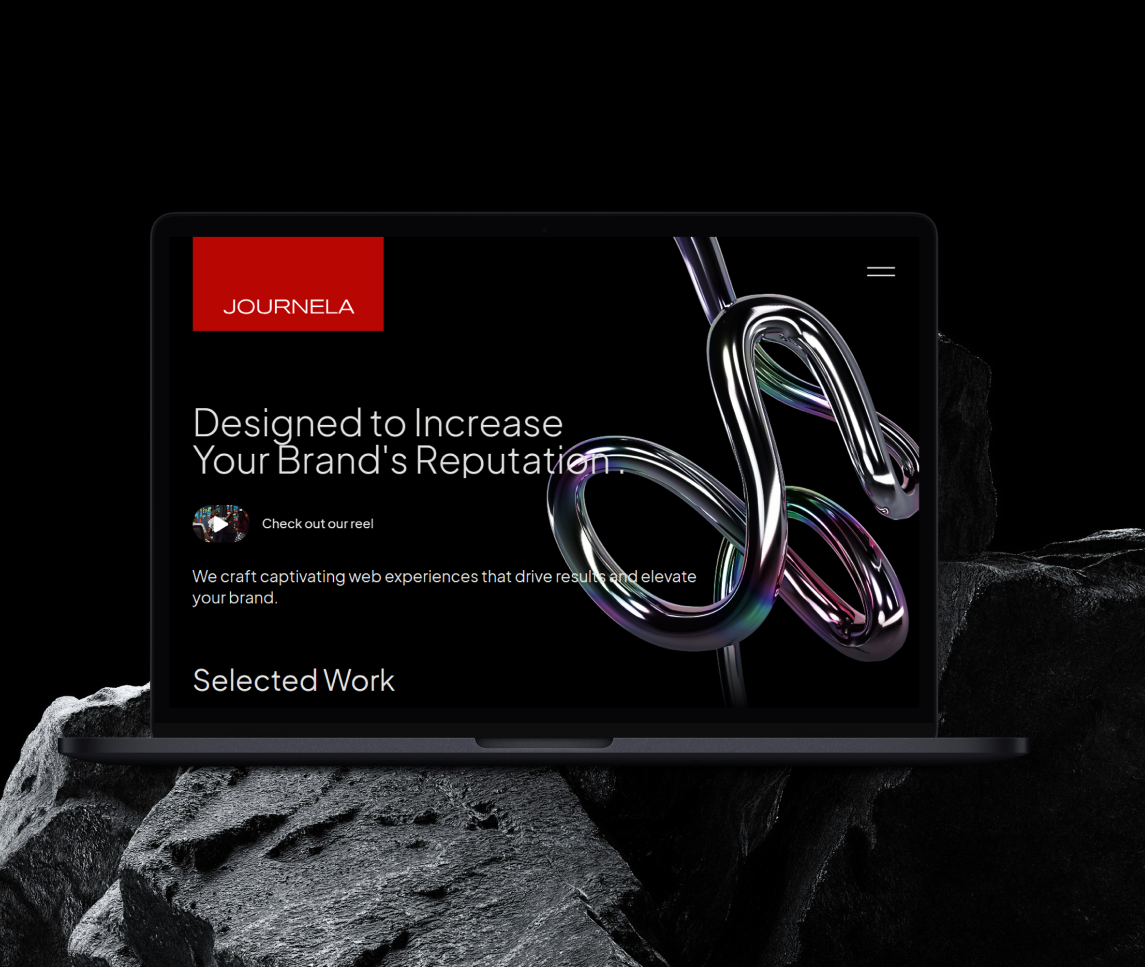 JOURNELA
Designed to Increase
Your Brand's Reputation .
Check out our reel
We craft captivating web experiences that drive results and elevate
your brand.
Selected Work